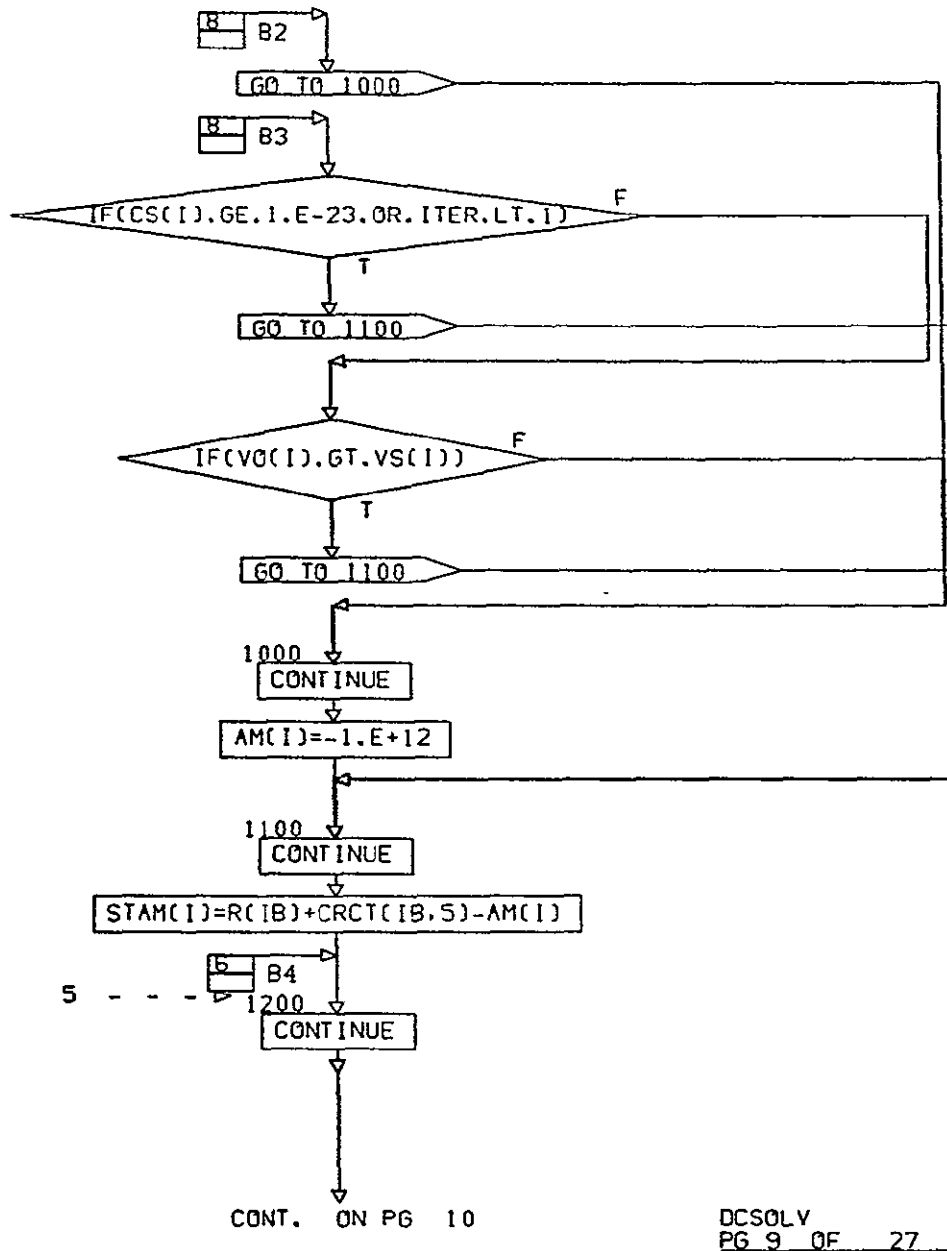 8
B2
GO TO 1000
8
B3
IF(CS(I).GE.1.E-23.OR.ITER.LT.1)
F
T
GO TO 1100
IF(VO(I).GT.VS(I))
F
T
GO TO 1100
1000
CONTINUE
AM(I)=-1.E+12
1100
CONTINUE
STAM(I)=R(IB)+CRCT(IB,5)-AM(I)
6
B4
5 - - -
1200
CONTINUE
CONT. ON PG 10
DCSOLV
PG 9 OF 27